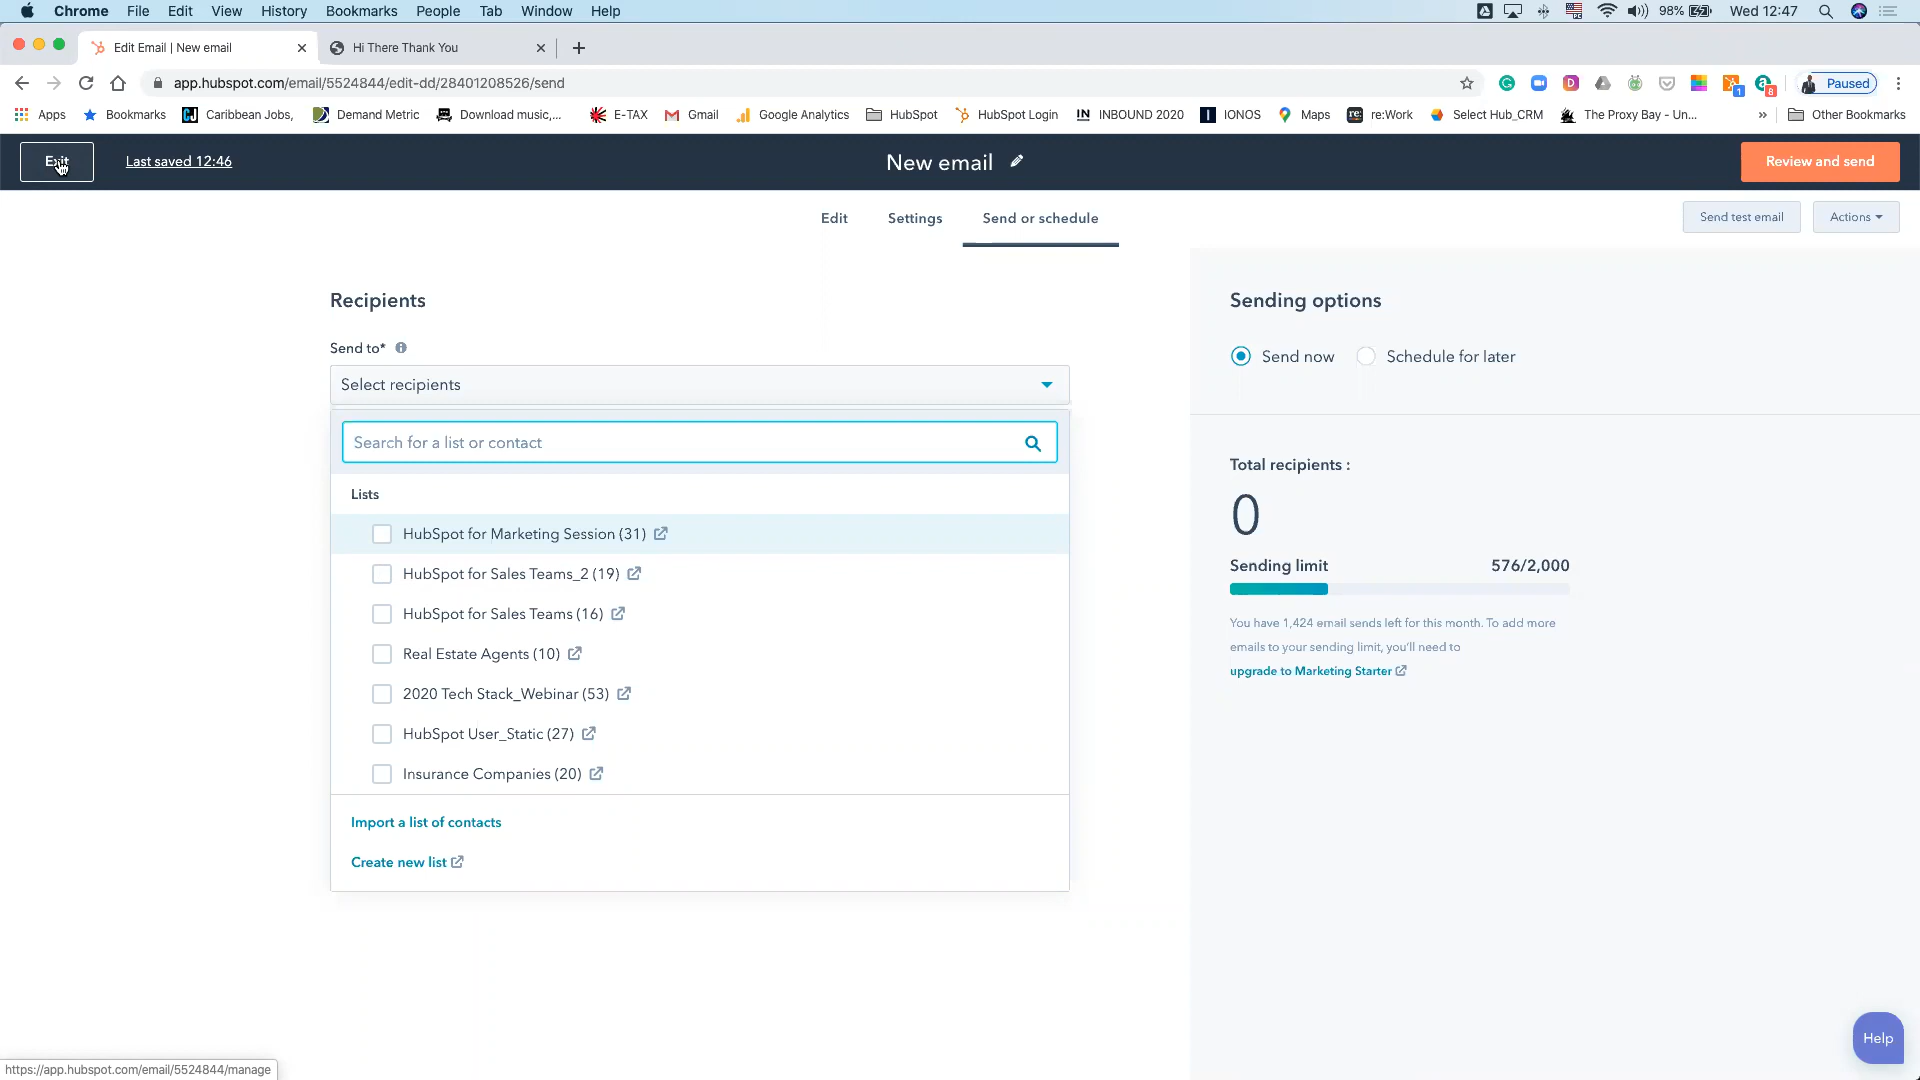 Chrome File Edit View History Bookmarks People Tab Window Help 98% Wed 12:47
Edit Email | New email Hi There Thank You
app.hubspot.com/email/5524844/edit-dd/28401208526/send Paused
Apps Bookmarks Caribbean Jobs, Demand Metric Download music,... E-TAX Gmail Google Analytics HubSpot HubSpot Login INBOUND 2020 IONOS Maps re:Work Select Hub_CRM The Proxy Bay - Un... » Other Bookmarks
Exit Last saved 12:46 New email Review and send
Edit Settings Send or schedule Send test email Actions
Recipients
Send to*
Select recipients
Search for a list or contact
Lists
HubSpot for Marketing Session (31)
HubSpot for Sales Teams_2 (19)
HubSpot for Sales Teams (16)
Real Estate Agents (10)
2020 Tech Stack_Webinar (53)
HubSpot User_Static (27)
Insurance Companies (20)
Import a list of contacts
Create new list
Sending options
Send now Schedule for later
Total recipients :
0
Sending limit 576/2,000
You have 1,424 email sends left for this month. To add more
emails to your sending limit, you'll need to
upgrade to Marketing Starter
Help
https://app.hubspot.com/email/5524844/manage